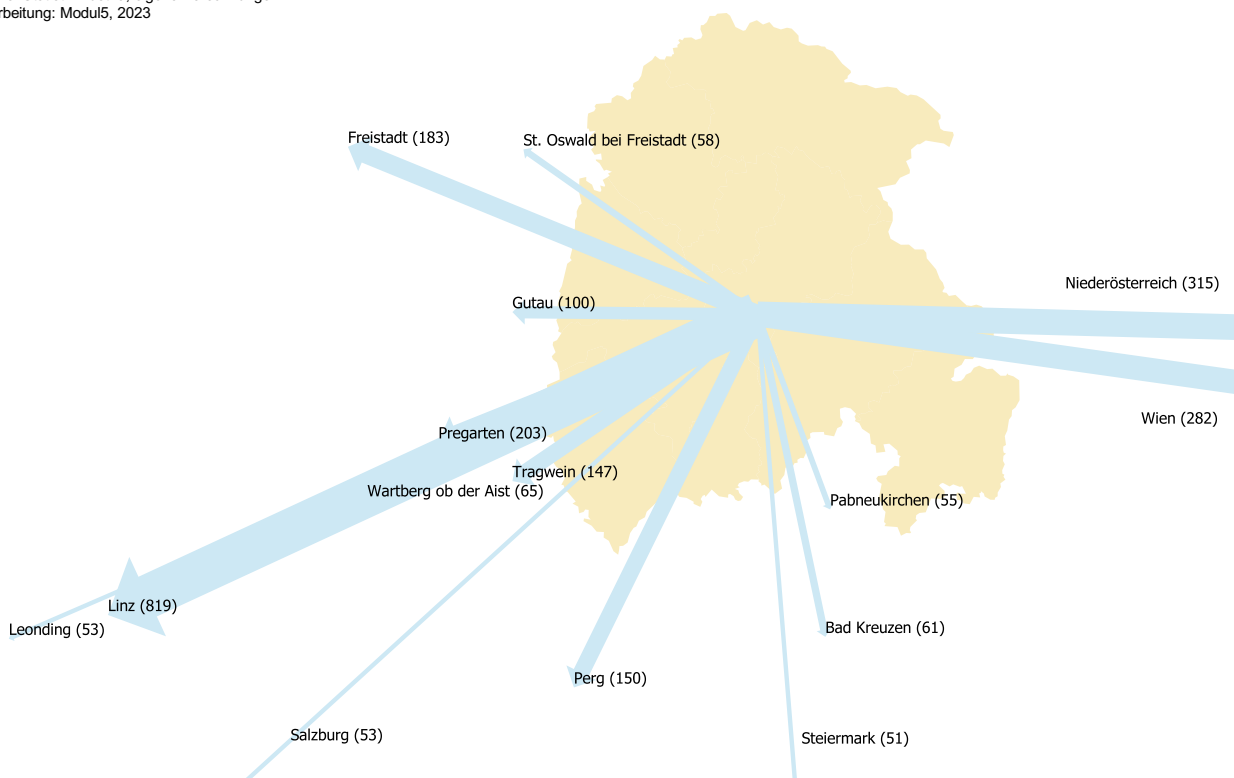 rbeitung: Modul5, 2023
Freistadt (183)
St. Oswald bei Freistadt (58)
Niederösterreich (315)
Gutau (100)
Wien (282)
Pregarten (203)
Tragwein (147)
Wartberg ob der Aist (65)
Pabneukirchen (55)
Linz (819)
Leonding (53)
Bad Kreuzen (61)
Perg (150)
Salzburg (53)
Steiermark (51)